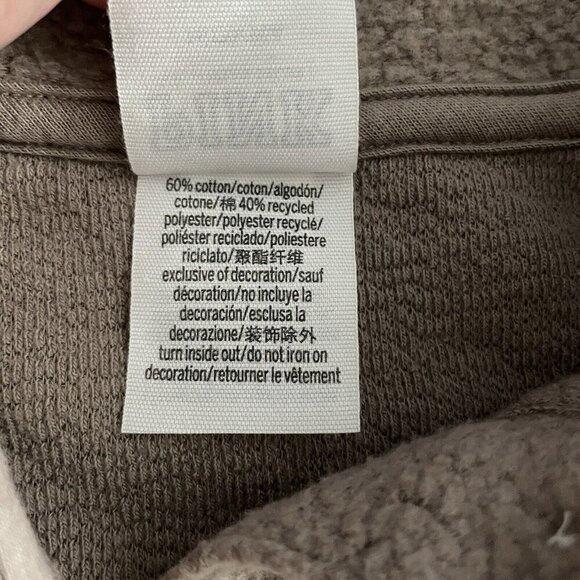 60% cotton/coton/algodón/
cotone/棉 40% recycled
polyester/polyester recyclé/
poliéster reciclado/poliestere
riciclato/聚酯纤维
exclusive of decoration/sauf
décoration/no incluye la
decoración/esclusa la
decorazione/装饰除外
turn inside out/do not iron on
decoration/retourner le vêtement